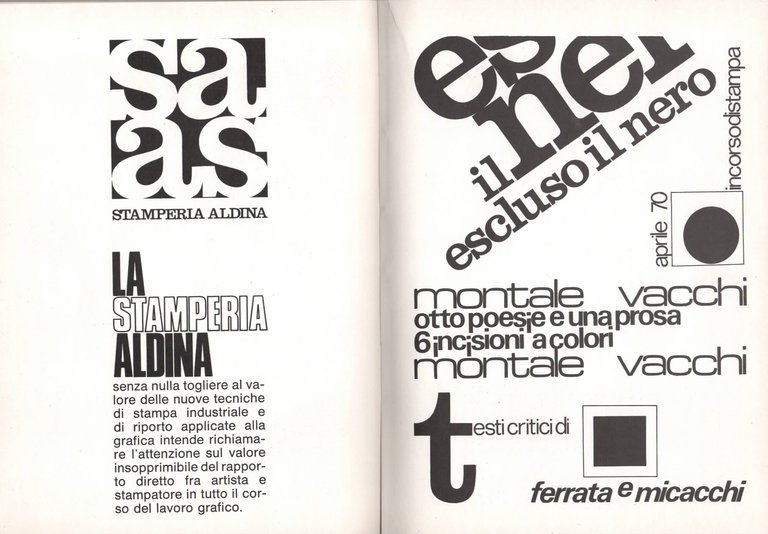 sa
as
STAMPERIA ALDINA
LA
STAMPERIA
ALDINA
senza nulla togliere al va-
lore delle nuove tecniche
di stampa industriale e
di riporto applicate alla
grafica intende richiama-
re l'attenzione sul valore
insopprimibile del rappor-
to diretto fra artista e
stampatore in tutto il cor-
so del lavoro grafico.
es
il ner
escluso il nero
incorsodistampa
aprile 70
montale vacchi
otto poesie e una prosa
6 incisioni a colori
montale vacchi
testi critici di
ferrata e micacchi